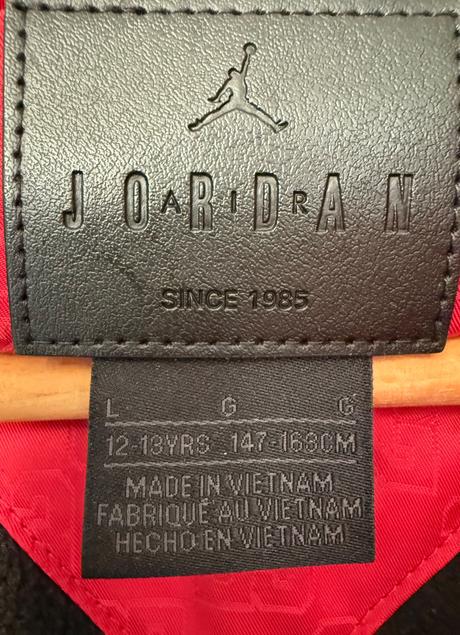 JORDAN
AIR
SINCE 1985
L G G
12-13YRS 147-163CM
MADE IN VIETNAM
FABRIQUÉ AU VIETNAM
HECHO EN VIETNAM